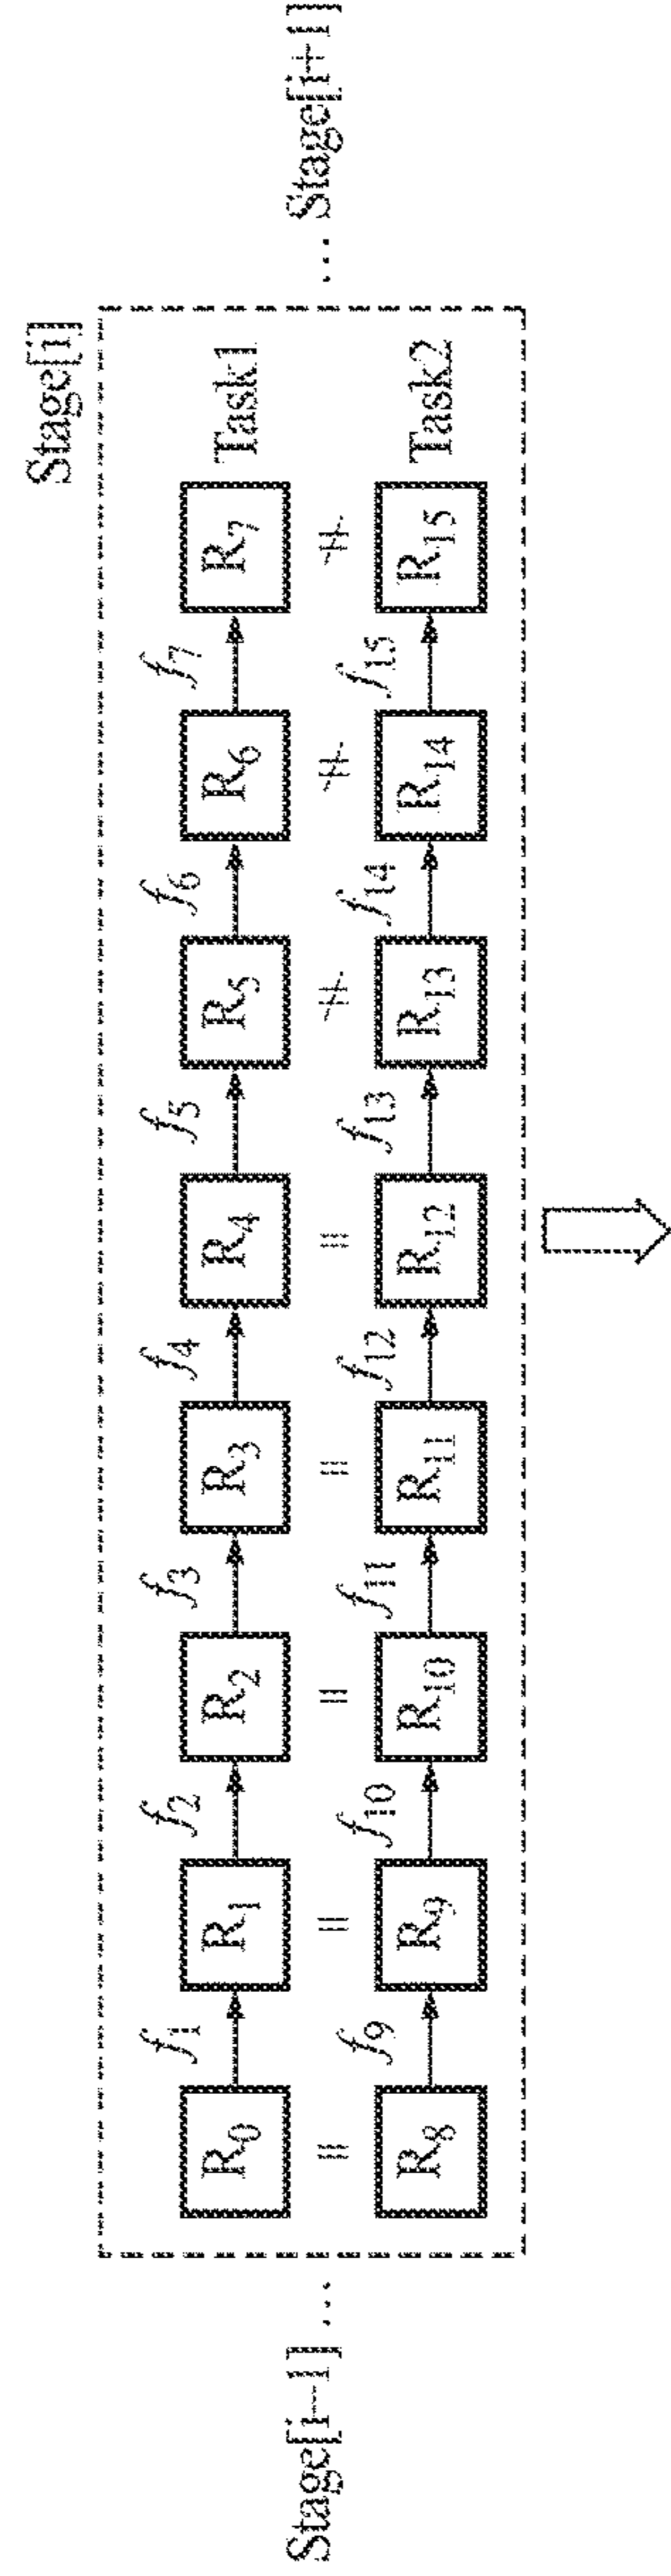 Stage[i]
f1 f2 f3 f4 f5 f6 f7
R0 R1 R2 R3 R4 R5 R6 R7 Task1
Stage[i−1] ... = = = = = ≠ ≠ ≠ ... Stage[i+1]
f9 f10 f11 f12 f13 f14 f15
R8 R9 R10 R11 R12 R13 R14 R15 Task2